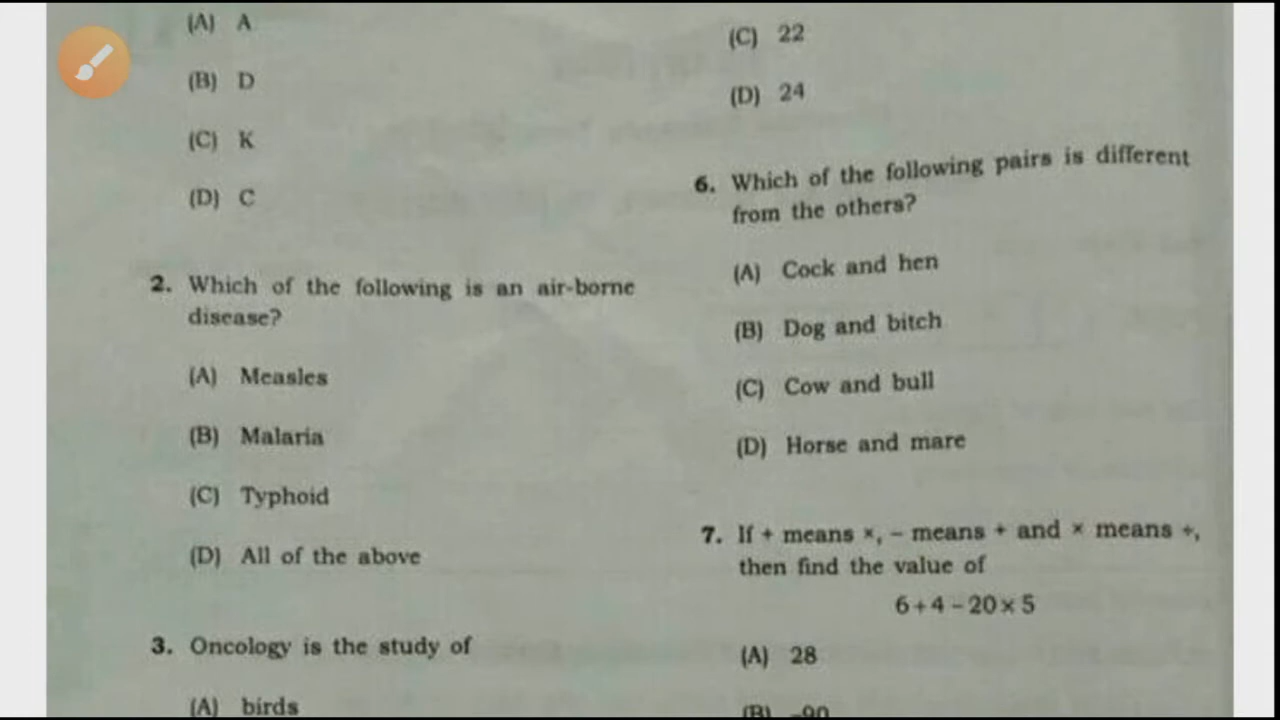 (A) A
(B) D
(C) K
(D) C
2. Which of the following is an air-borne
disease?
(A) Measles
(B) Malaria
(C) Typhoid
(D) All of the above
3. Oncology is the study of
(A) birds
(C) 22
(D) 24
6. Which of the following pairs is different
from the others?
(A) Cock and hen
(B) Dog and bitch
(C) Cow and bull
(D) Horse and mare
7. If + means ×, – means + and × means ÷,
then find the value of
6 + 4 – 20 × 5
(A) 28
(B) –90